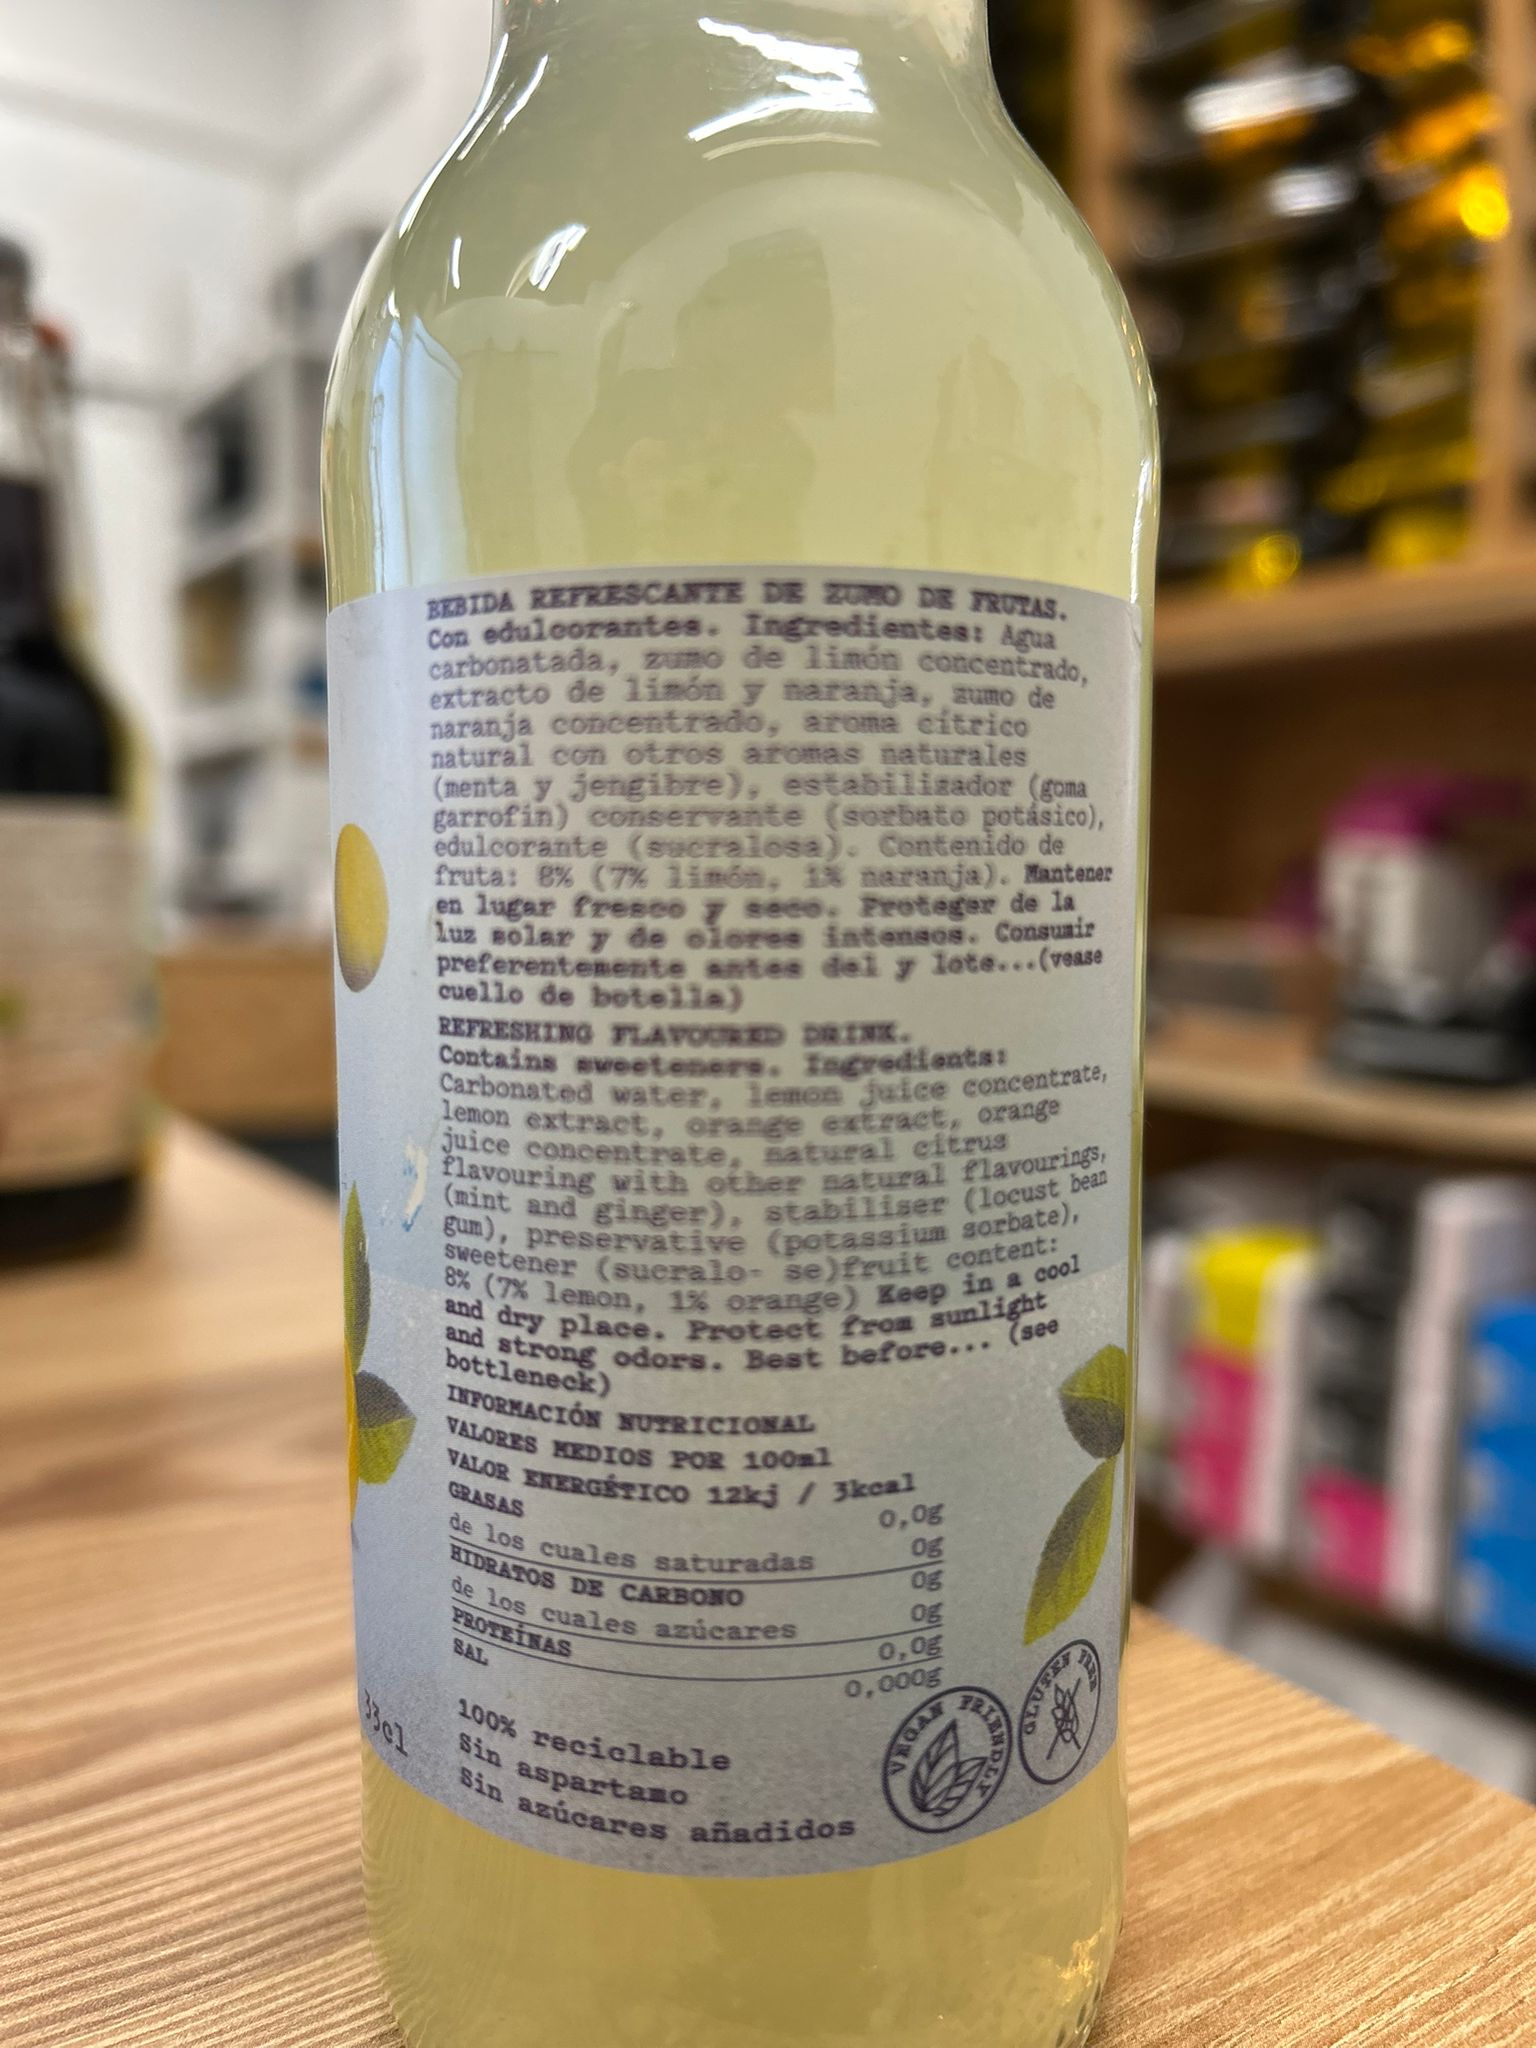 BEBIDA REFRESCANTE DE ZUMO DE FRUTAS.
Con edulcorantes. Ingredientes: Agua
carbonatada, zumo de limón concentrado,
extracto de limón y naranja, zumo de
naranja concentrado, aroma cítrico
natural con otros aromas naturales
(menta y jengibre), estabilizador (goma
garrofín) conservante (sorbato potásico),
edulcorante (sucralosa). Contenido de
fruta: 8% (7% limón, 1% naranja). Mantener
en lugar fresco y seco. Proteger de la
luz solar y de olores intensos. Consumir
preferentemente antes del y lote...(vease
cuello de botella)
REFRESHING FLAVOURED DRINK.
Contains sweeteners. Ingredients:
Carbonated water, lemon juice concentrate,
lemon extract, orange extract, orange
juice concentrate, natural citrus
flavouring with other natural flavourings,
(mint and ginger), stabiliser (locust bean
gum), preservative (potassium sorbate),
sweetener (sucralo- se)fruit content:
8% (7% lemon, 1% orange) Keep in a cool
and dry place. Protect from sunlight
and strong odors. Best before... (see
bottleneck)
INFORMACIÓN NUTRICIONAL
VALORES MEDIOS POR 100ml
VALOR ENERGÉTICO 12kj / 3kcal
GRASAS 0,0g
de los cuales saturadas 0g
HIDRATOS DE CARBONO 0g
de los cuales azúcares 0g
PROTEÍNAS 0,0g
SAL 0,000g
33cl
100% reciclable
Sin aspartamo
Sin azúcares añadidos
VEGAN FRIENDLY
GLUTEN FREE